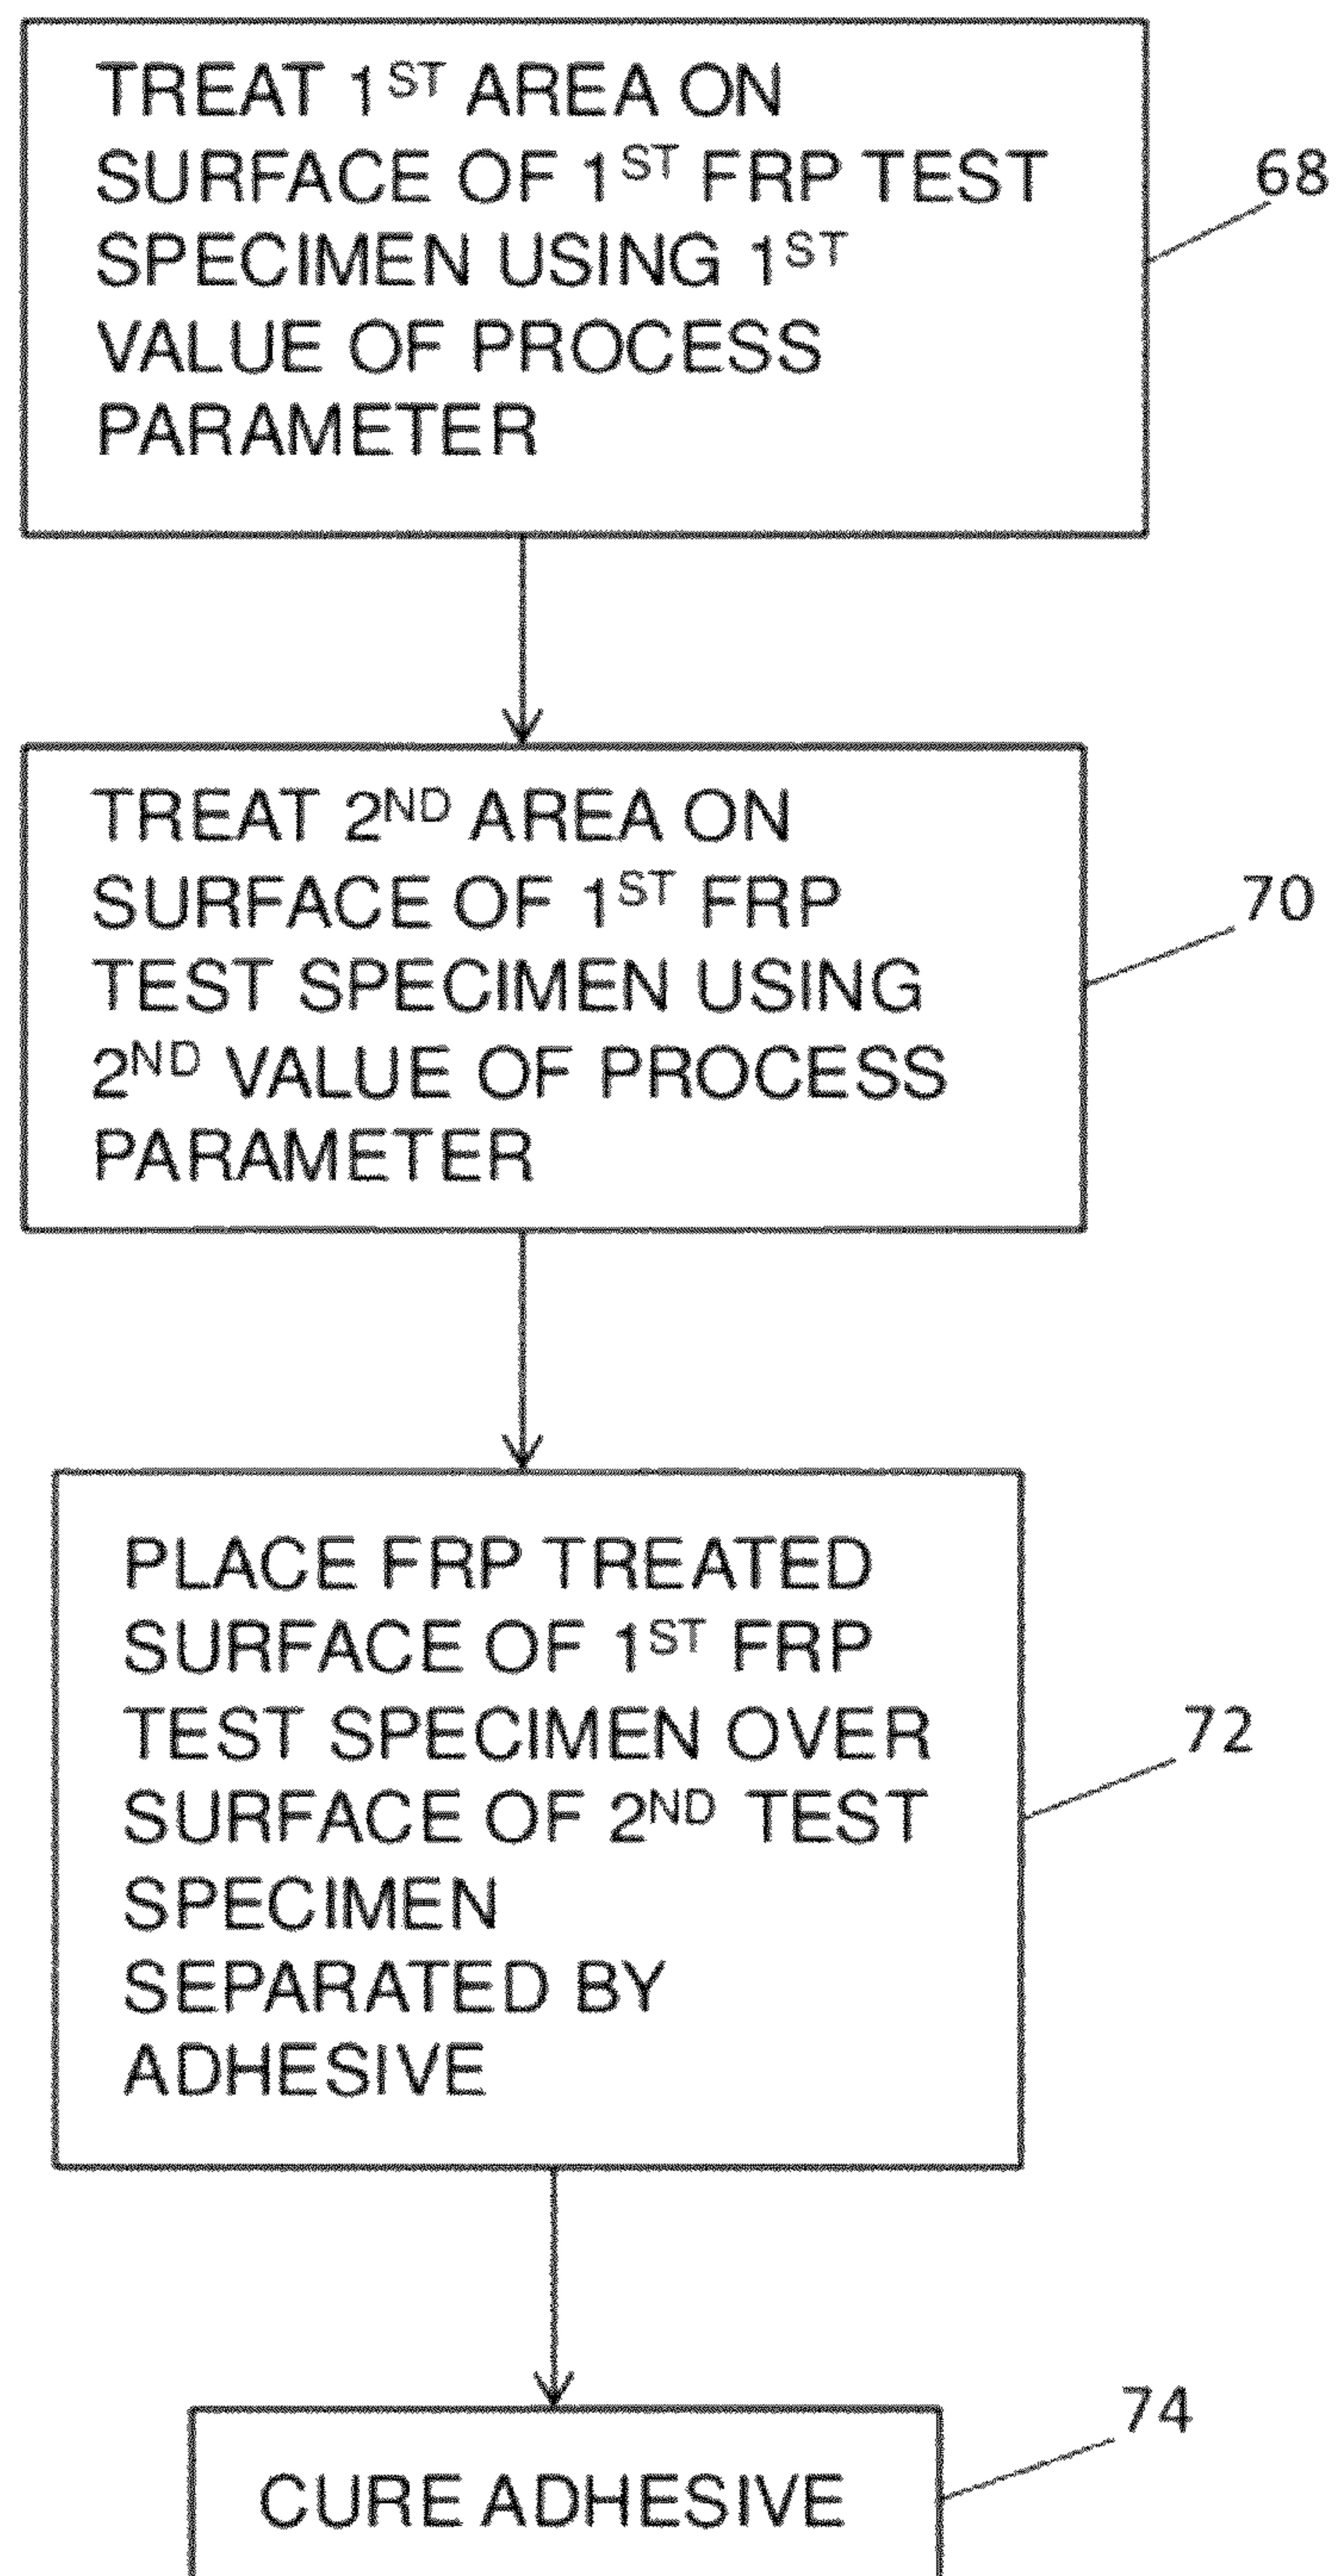 TREAT 1ST AREA ON
SURFACE OF 1ST FRP TEST
SPECIMEN USING 1ST
VALUE OF PROCESS
PARAMETER
68
TREAT 2ND AREA ON
SURFACE OF 1ST FRP
TEST SPECIMEN USING
2ND VALUE OF PROCESS
PARAMETER
70
PLACE FRP TREATED
SURFACE OF 1ST FRP
TEST SPECIMEN OVER
SURFACE OF 2ND TEST
SPECIMEN
SEPARATED BY
ADHESIVE
72
CURE ADHESIVE
74